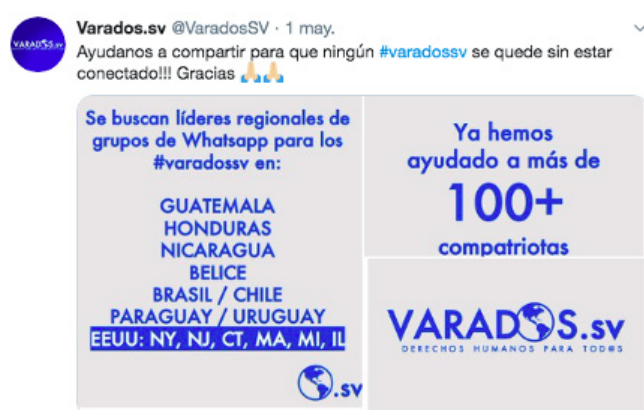 Varados.sv @VaradosSV · 1 may.
Ayudanos a compartir para que ningún #varadossv se quede sin estar
conectado!!! Gracias 🙏🏻🙏🏻
Se buscan líderes regionales de
grupos de Whatsapp para los
#varadossv en:
GUATEMALA
HONDURAS
NICARAGUA
BELICE
BRASIL / CHILE
PARAGUAY / URUGUAY
EEUU: NY, NJ, CT, MA, MI, IL
.sv
Ya hemos
ayudado a más de
100+
compatriotas
VARADOS.sv
DERECHOS HUMANOS PARA TOD@S
VARADOS.sv